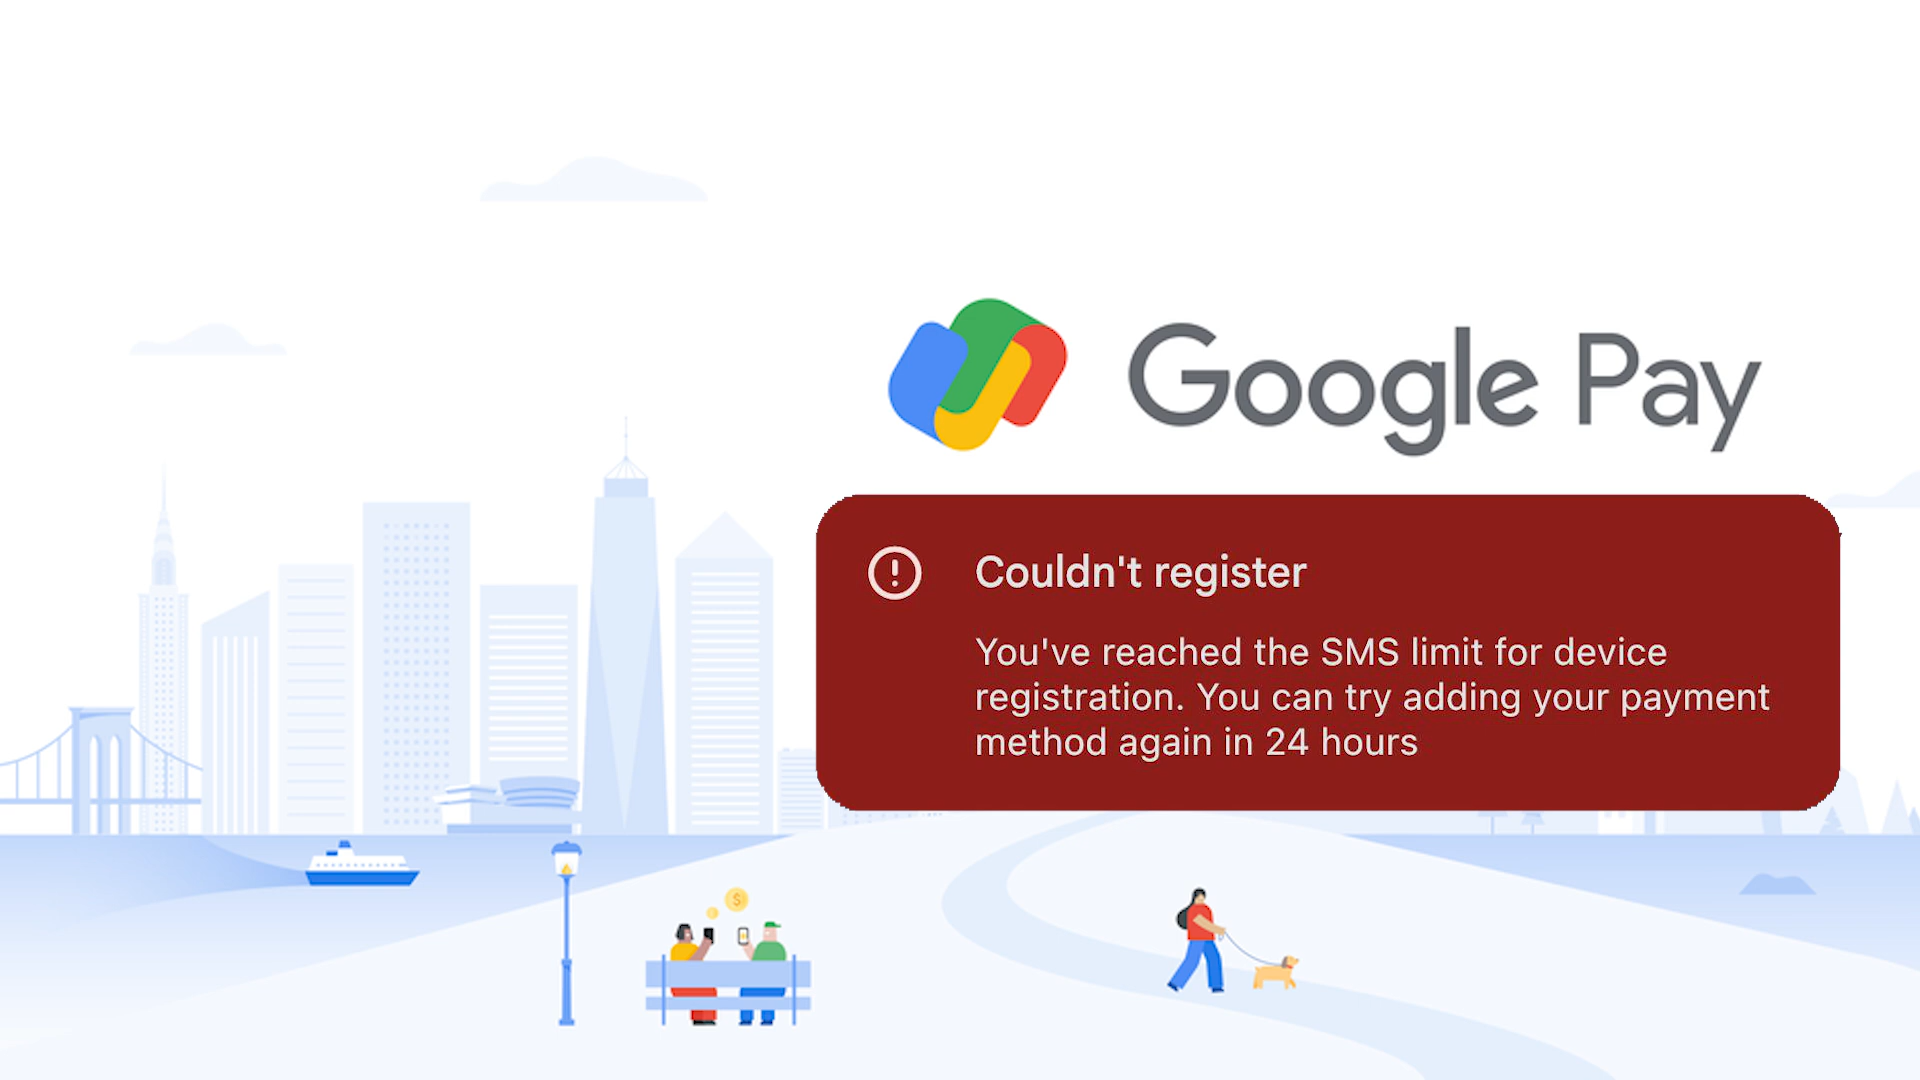 Google Pay
Couldn't register
You've reached the SMS limit for device
registration. You can try adding your payment
method again in 24 hours